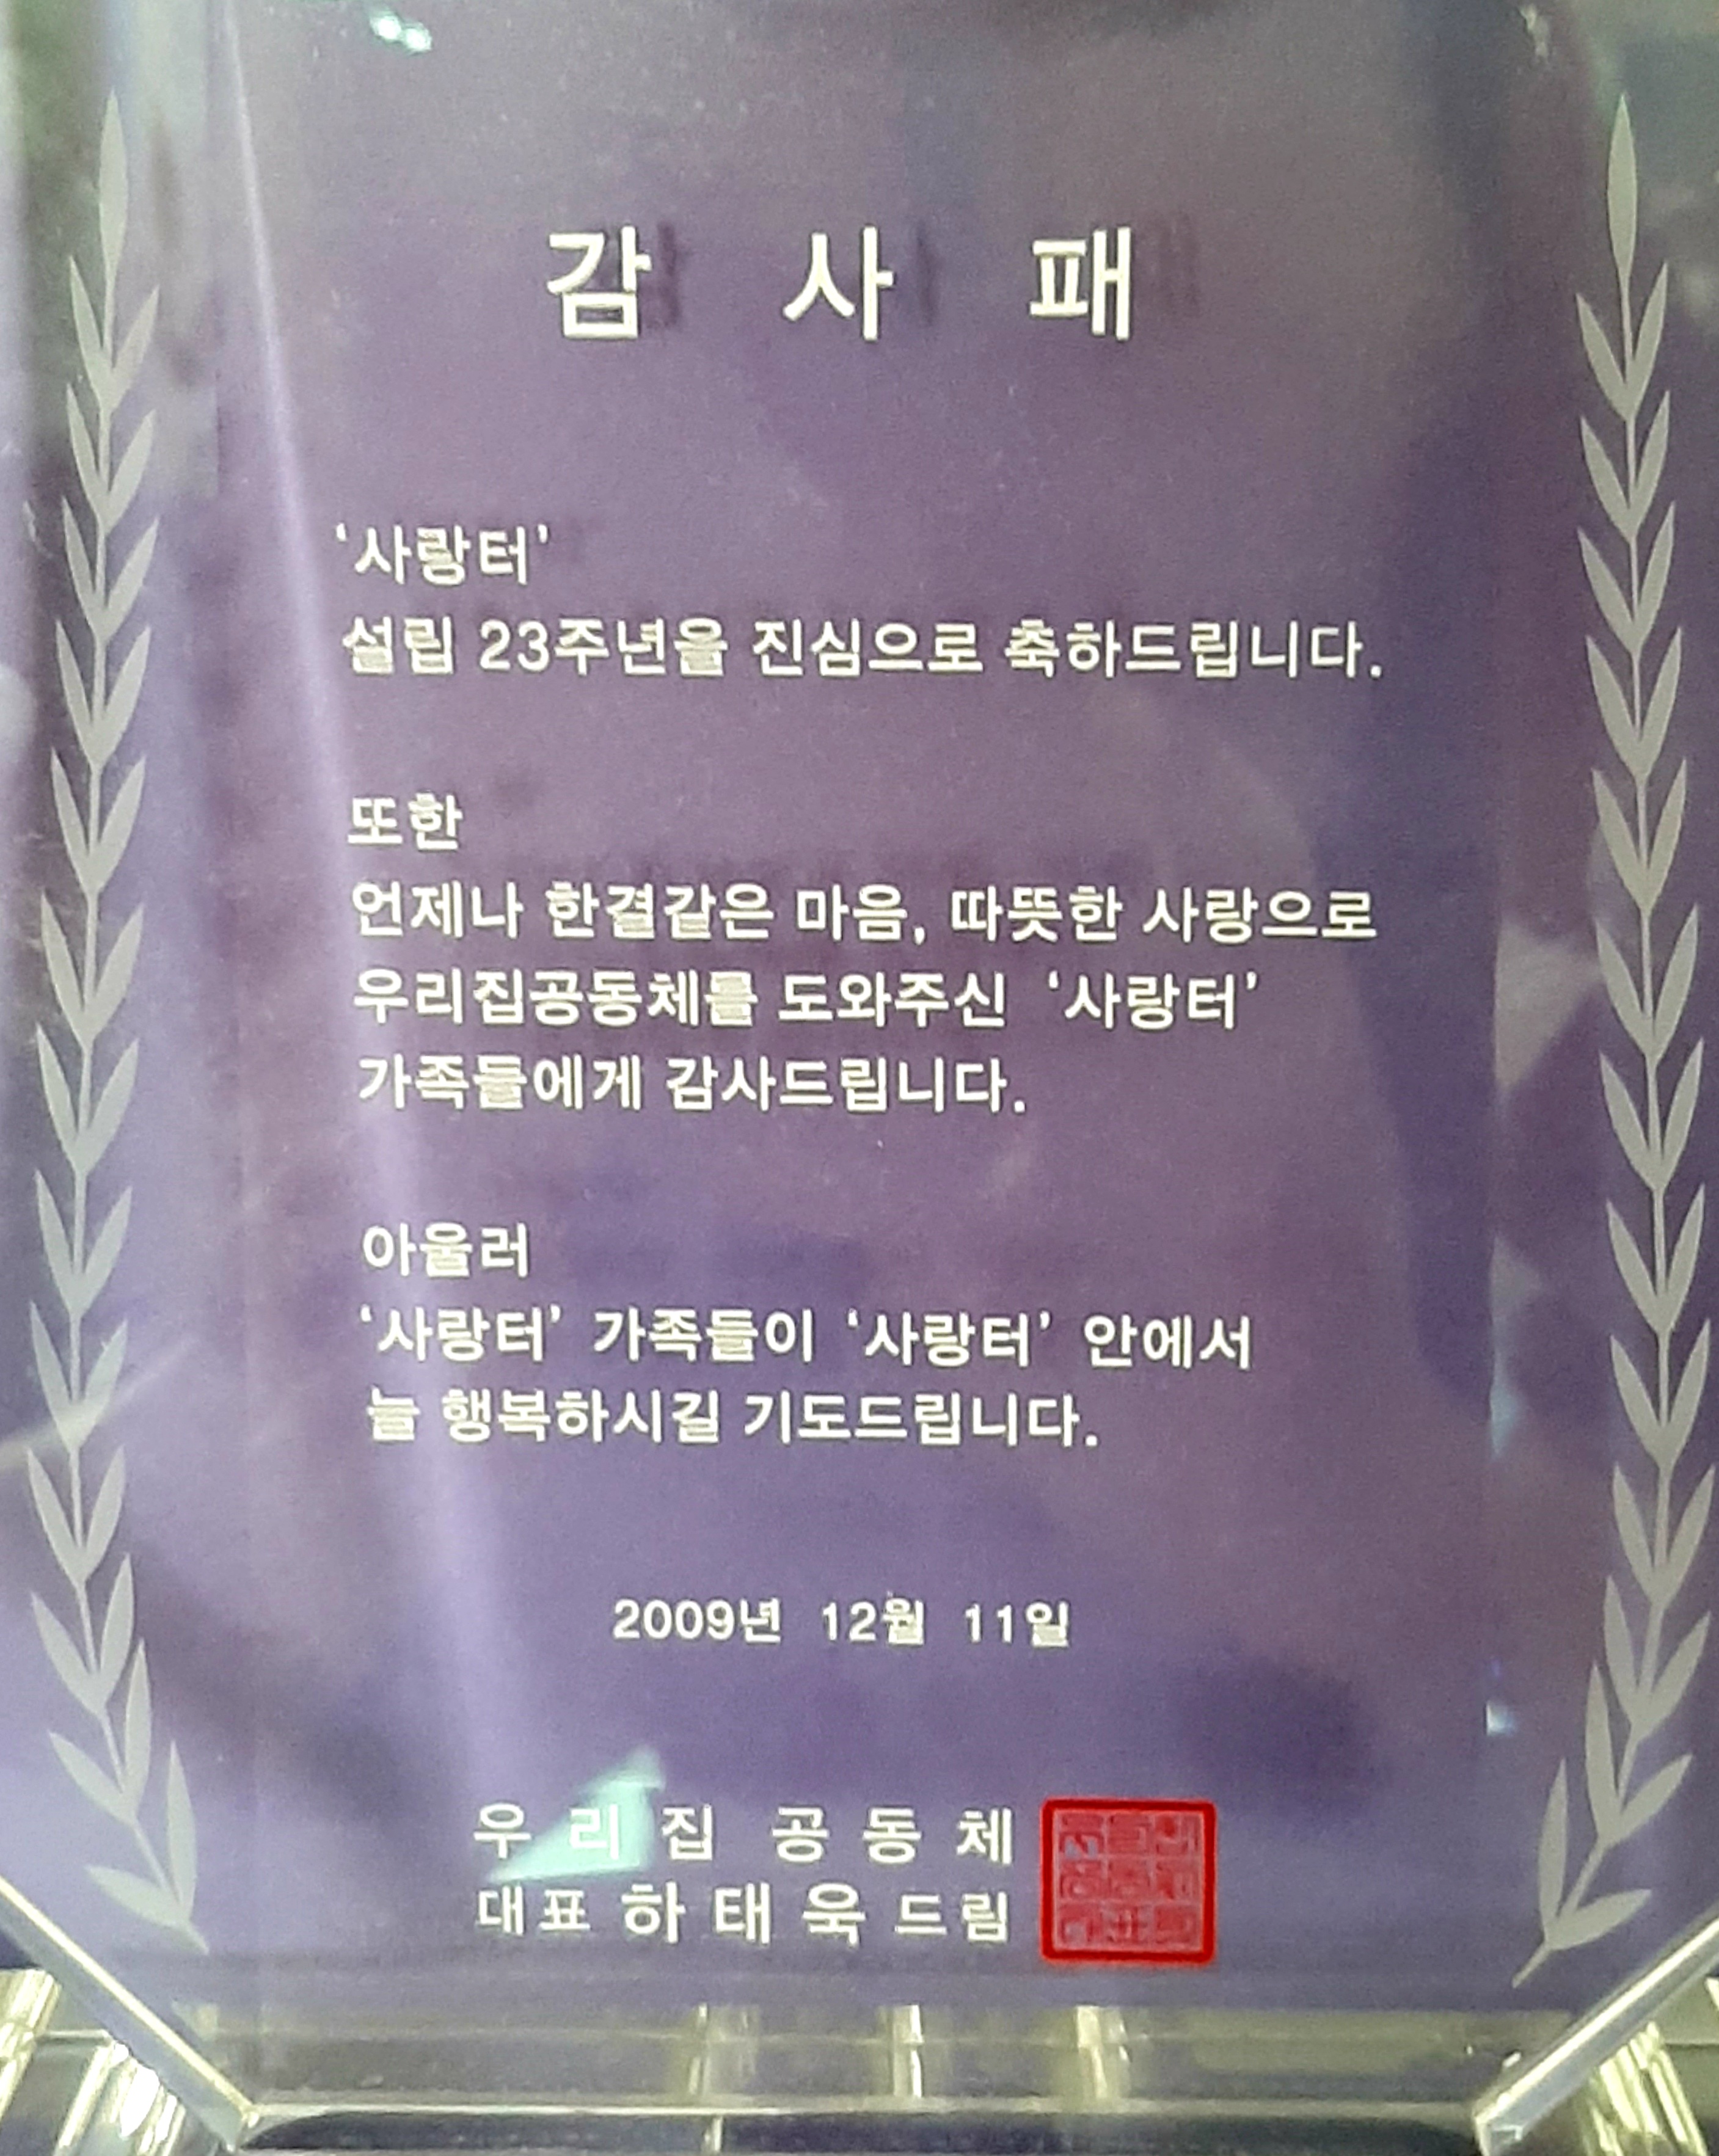 감 사 패
‘사랑터’
설립 23주년을 진심으로 축하드립니다.
또한
언제나 한결같은 마음, 따뜻한 사랑으로
우리집공동체를 도와주신 ‘사랑터’
가족들에게 감사드립니다.
아울러
‘사랑터’ 가족들이 ‘사랑터’ 안에서
늘 행복하시길 기도드립니다.
2009년 12월 11일
우 리 집 공 동 체
대표 하 태 욱 드림